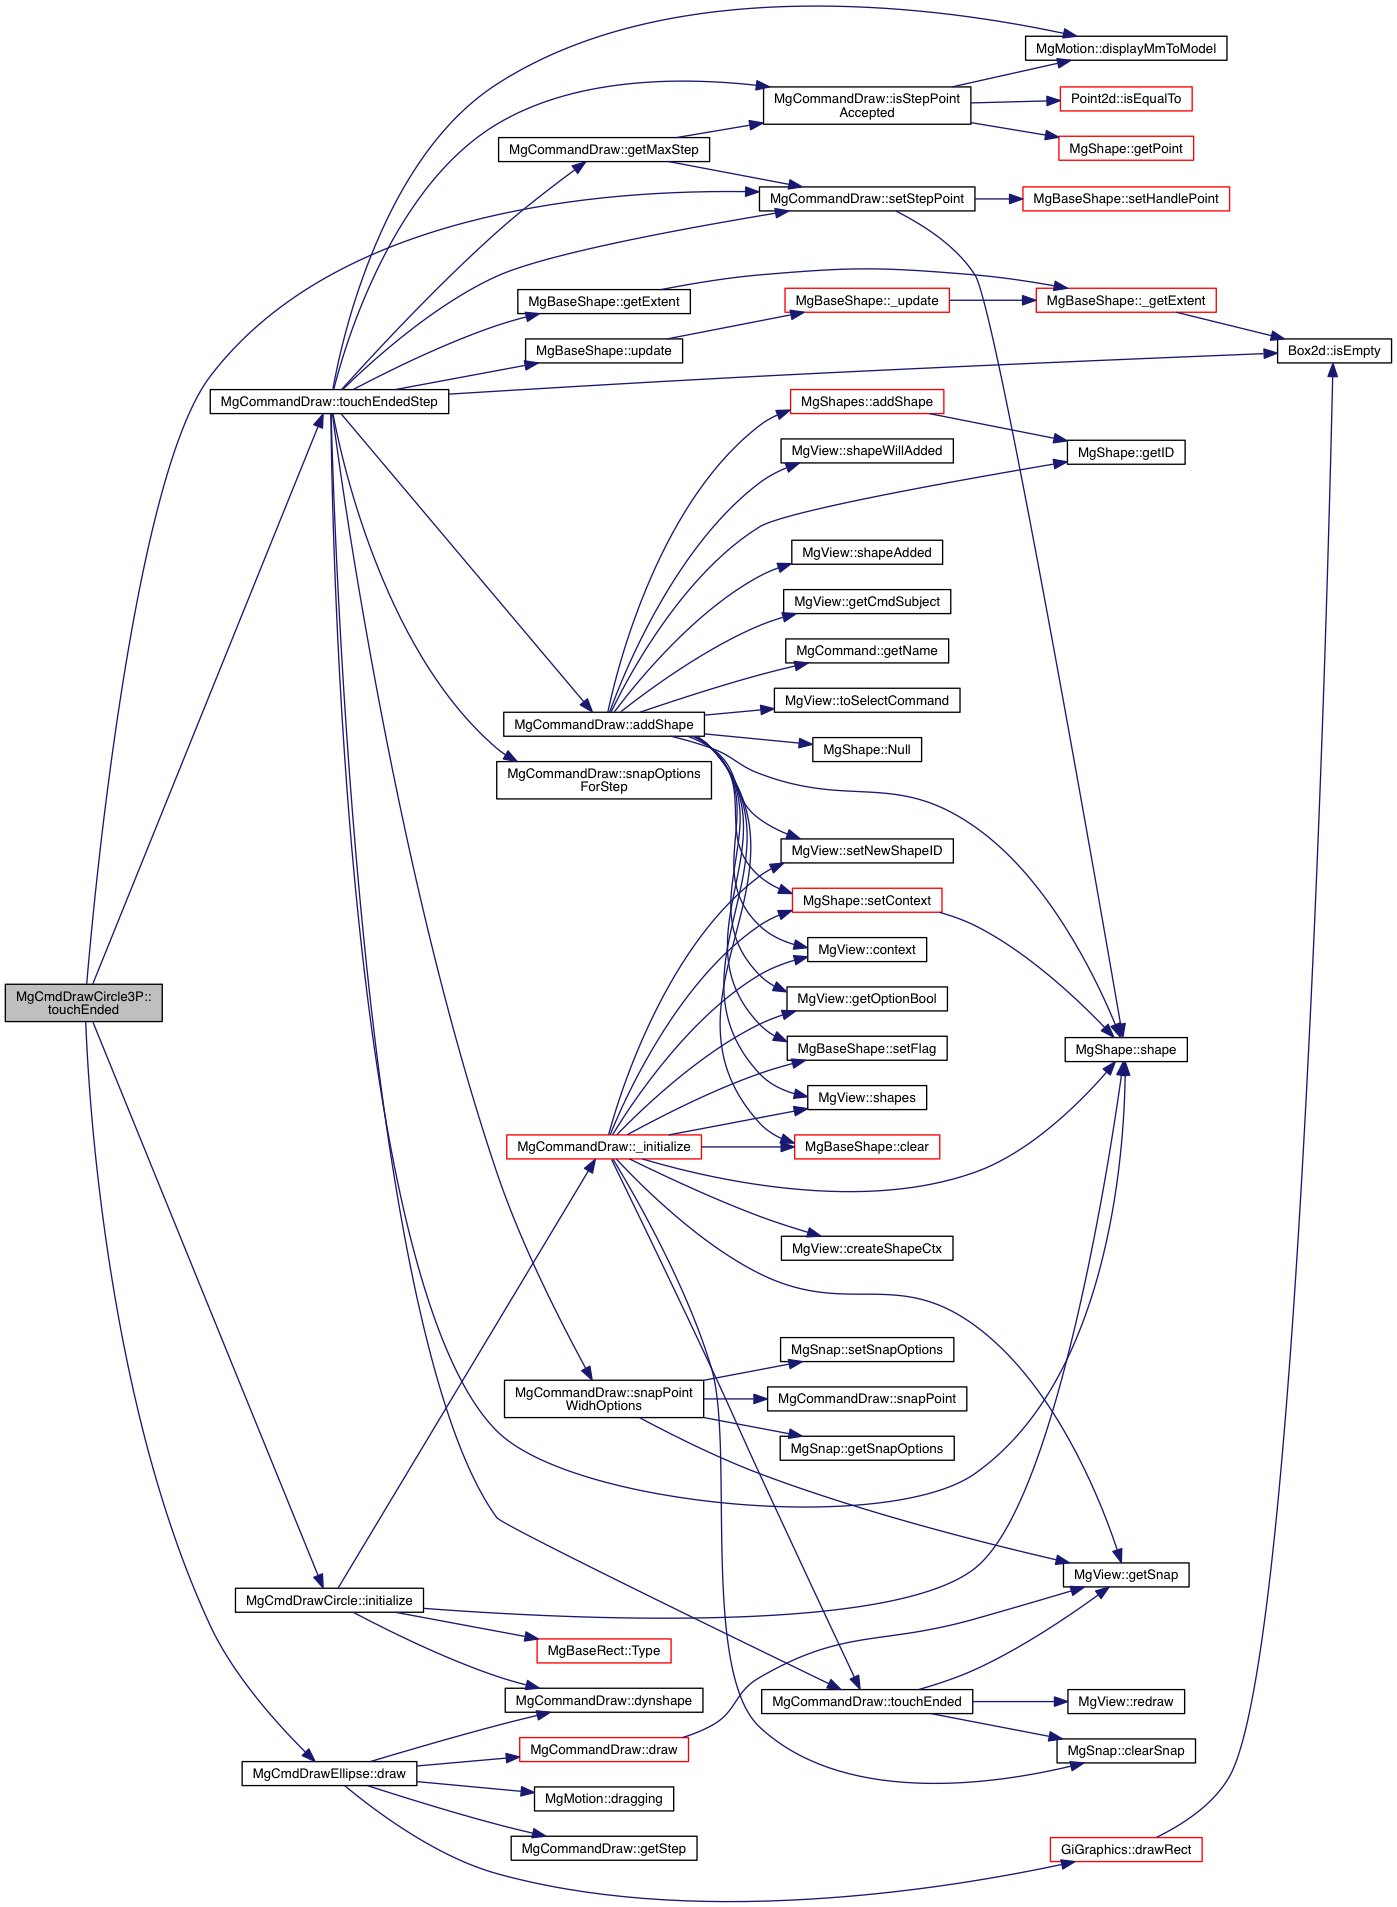 MgMotion::displayMmToModel
MgCommandDraw::isStepPoint
Accepted
Point2d::isEqualTo
MgShape::getPoint
MgCommandDraw::getMaxStep
MgCommandDraw::setStepPoint
MgBaseShape::setHandlePoint
MgBaseShape::getExtent
MgBaseShape::_update
MgBaseShape::_getExtent
MgBaseShape::update
Box2d::isEmpty
MgCommandDraw::touchEndedStep
MgShapes::addShape
MgView::shapeWillAdded
MgShape::getID
MgView::shapeAdded
MgView::getCmdSubject
MgCommand::getName
MgView::toSelectCommand
MgCommandDraw::addShape
MgShape::Null
MgCommandDraw::snapOptions
ForStep
MgView::setNewShapeID
MgShape::setContext
MgView::context
MgView::getOptionBool
MgCmdDrawCircle3P::
touchEnded
MgBaseShape::setFlag
MgShape::shape
MgView::shapes
MgCommandDraw::_initialize
MgBaseShape::clear
MgView::createShapeCtx
MgSnap::setSnapOptions
MgCommandDraw::snapPoint
WidhOptions
MgCommandDraw::snapPoint
MgSnap::getSnapOptions
MgView::getSnap
MgCmdDrawCircle::initialize
MgBaseRect::Type
MgCommandDraw::dynshape
MgCommandDraw::touchEnded
MgView::redraw
MgCommandDraw::draw
MgSnap::clearSnap
MgCmdDrawEllipse::draw
MgMotion::dragging
MgCommandDraw::getStep
GiGraphics::drawRect